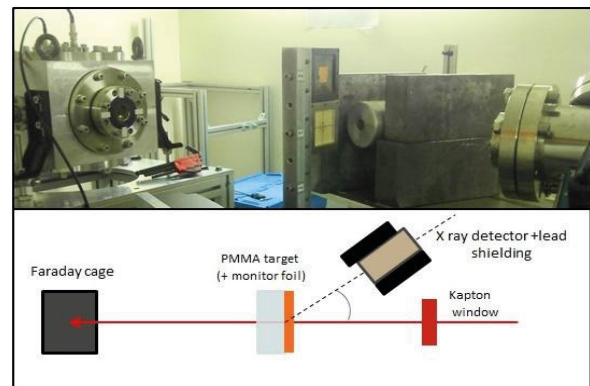 Faraday cage
PMMA target
(+ monitor foil)
X ray detector +lead
shielding
Kapton
window